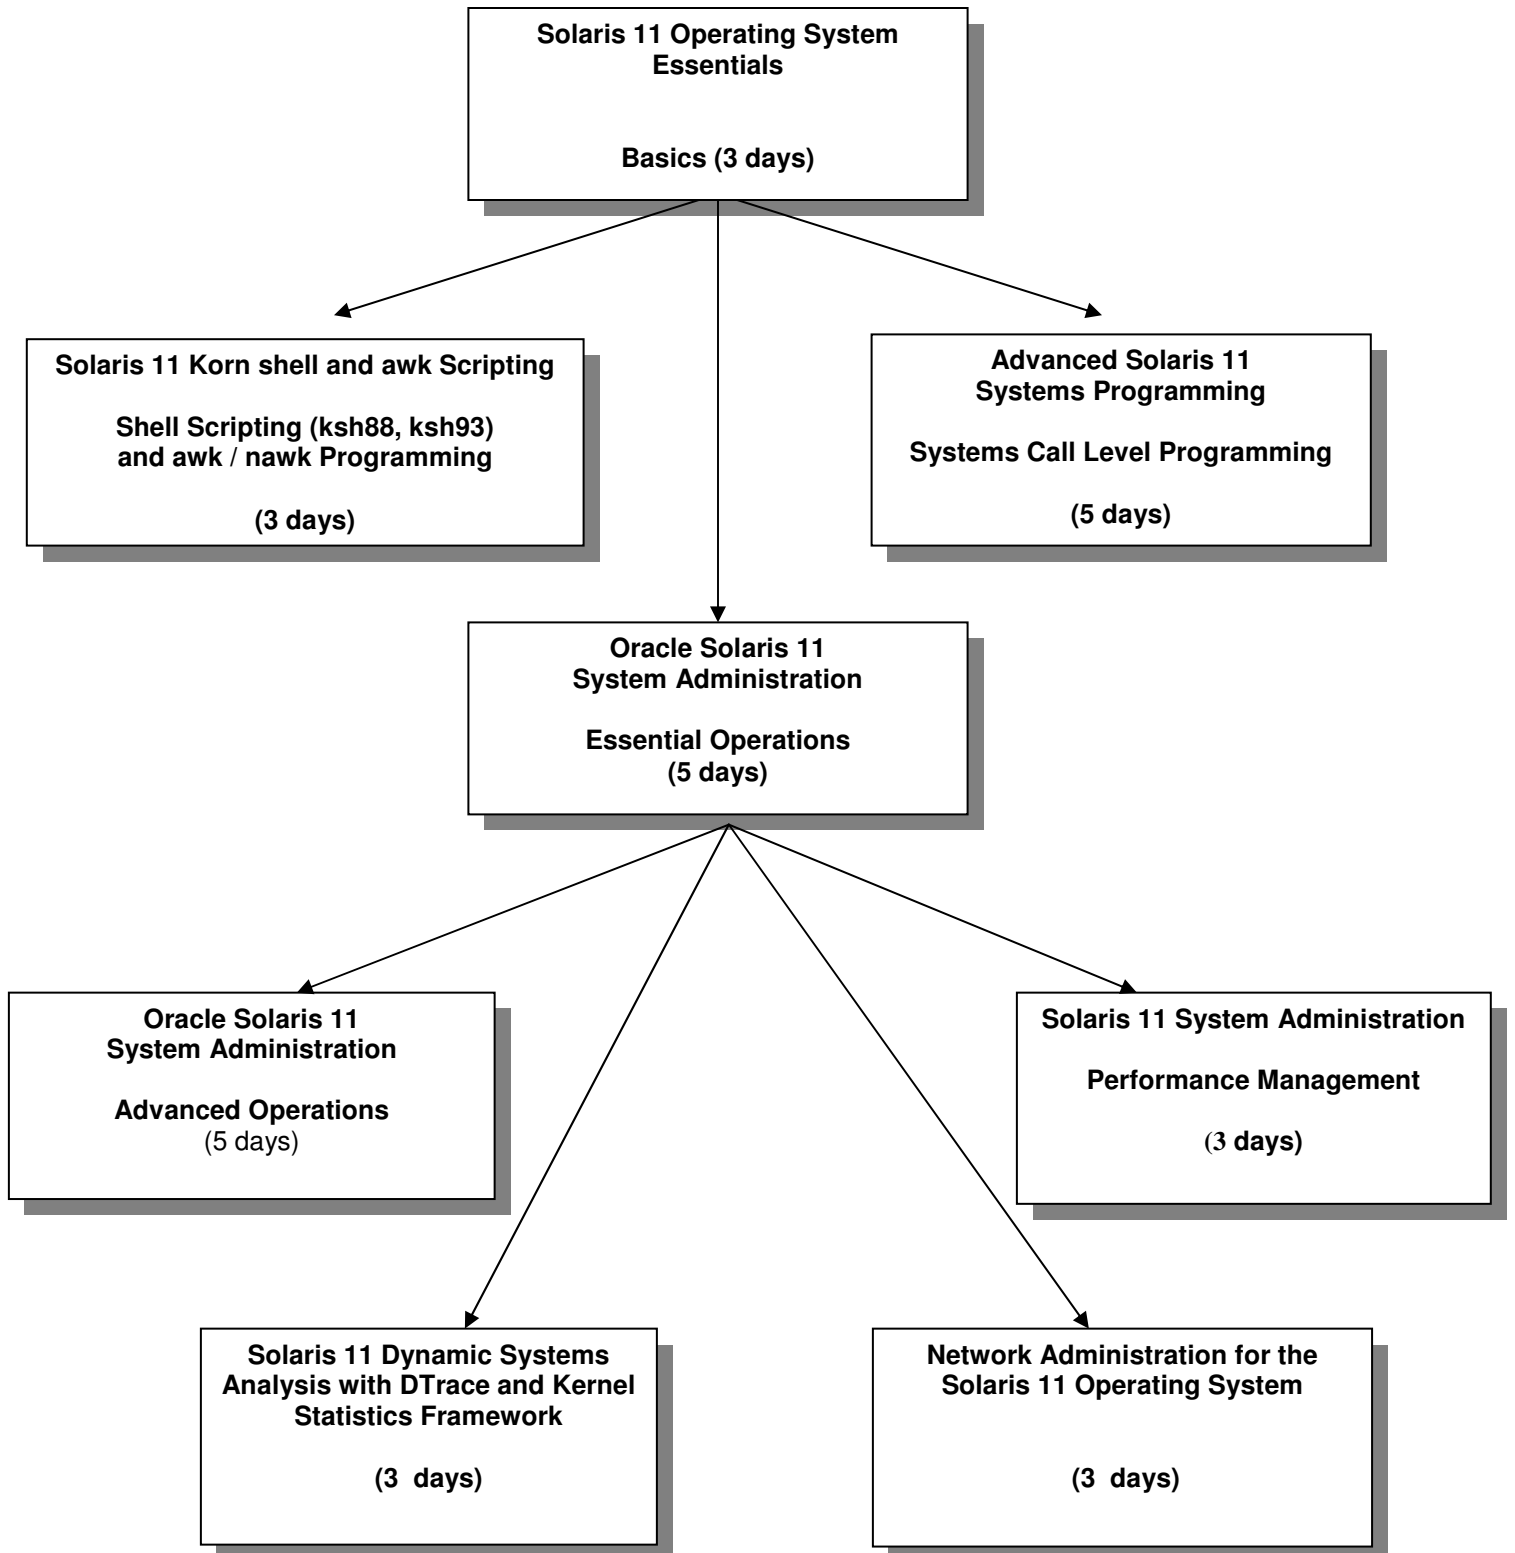 Solaris 11 Operating System
Essentials
Basics (3 days)
Solaris 11 Korn shell and awk Scripting
Shell Scripting (ksh88, ksh93)
and awk / nawk Programming
(3 days)
Advanced Solaris 11
Systems Programming
Systems Call Level Programming
(5 days)
Oracle Solaris 11
System Administration
Essential Operations
(5 days)
Oracle Solaris 11
System Administration
Advanced Operations
(5 days)
Solaris 11 System Administration
Performance Management
(3 days)
Solaris 11 Dynamic Systems
Analysis with DTrace and Kernel
Statistics Framework
(3  days)
Network Administration for the
Solaris 11 Operating System
(3  days)